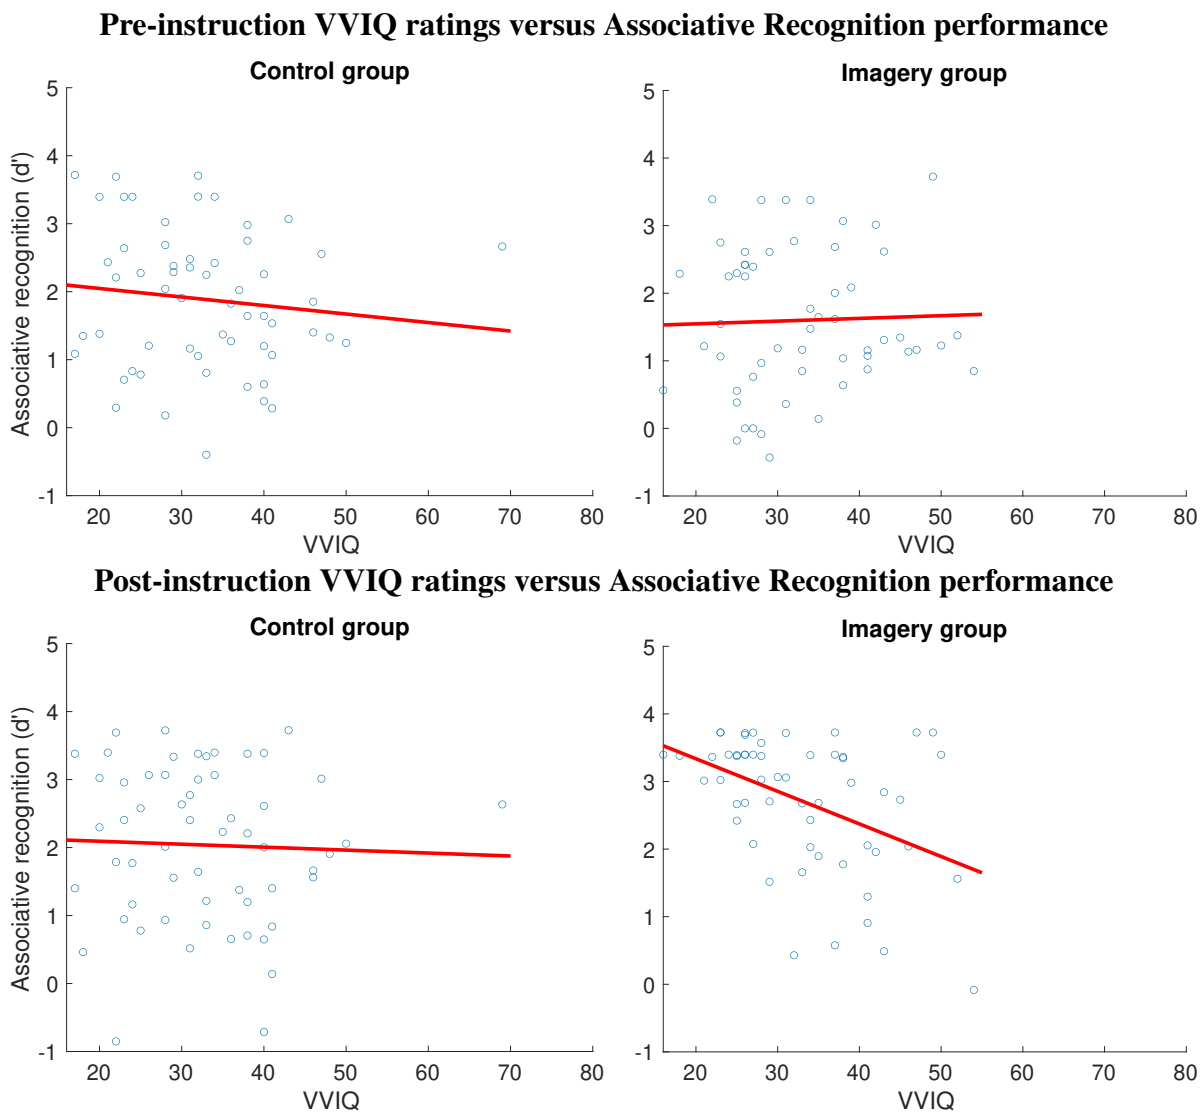 Pre-instruction VVIQ ratings versus Associative Recognition performance
Control group
Associative recognition (d')
5
4
3
2
1
0
-1
20 30 40 50 60 70 80
VVIQ
Imagery group
5
4
3
2
1
0
-1
20 30 40 50 60 70 80
VVIQ
Post-instruction VVIQ ratings versus Associative Recognition performance
Control group
Associative recognition (d')
5
4
3
2
1
0
-1
20 30 40 50 60 70 80
VVIQ
Imagery group
5
4
3
2
1
0
-1
20 30 40 50 60 70 80
VVIQ